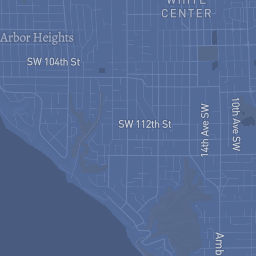 WHITE
CENTER
Arbor Heights
SW 104th St
SW 112th St
14th Ave SW
10th Ave SW
Amb